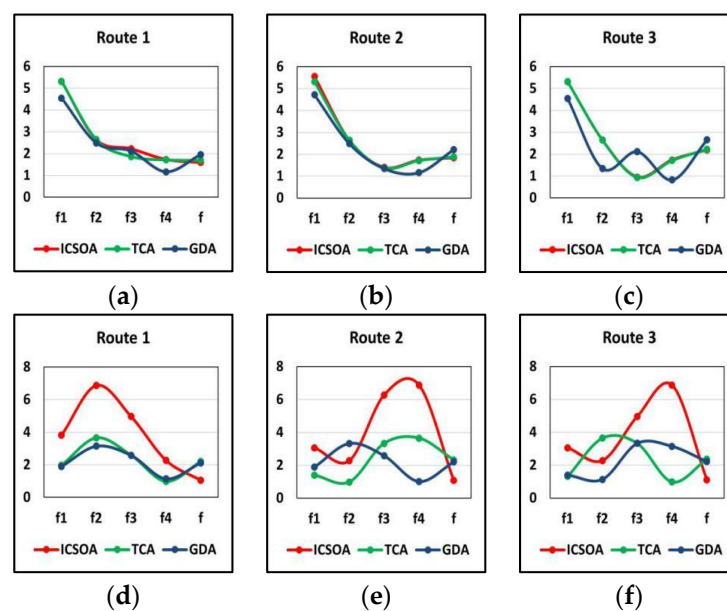 Route 1
6
5
4
3
2
1
0
f1 f2 f3 f4 f
ICSOA TCA GDA
(a)
Route 2
6
5
4
3
2
1
0
f1 f2 f3 f4 f
ICSOA TCA GDA
(b)
Route 3
6
5
4
3
2
1
0
f1 f2 f3 f4 f
ICSOA TCA GDA
(c)
Route 1
8
6
4
2
0
f1 f2 f3 f4 f
ICSOA TCA GDA
(d)
Route 2
8
6
4
2
0
f1 f2 f3 f4 f
ICSOA TCA GDA
(e)
Route 3
8
6
4
2
0
f1 f2 f3 f4 f
ICSOA TCA GDA
(f)